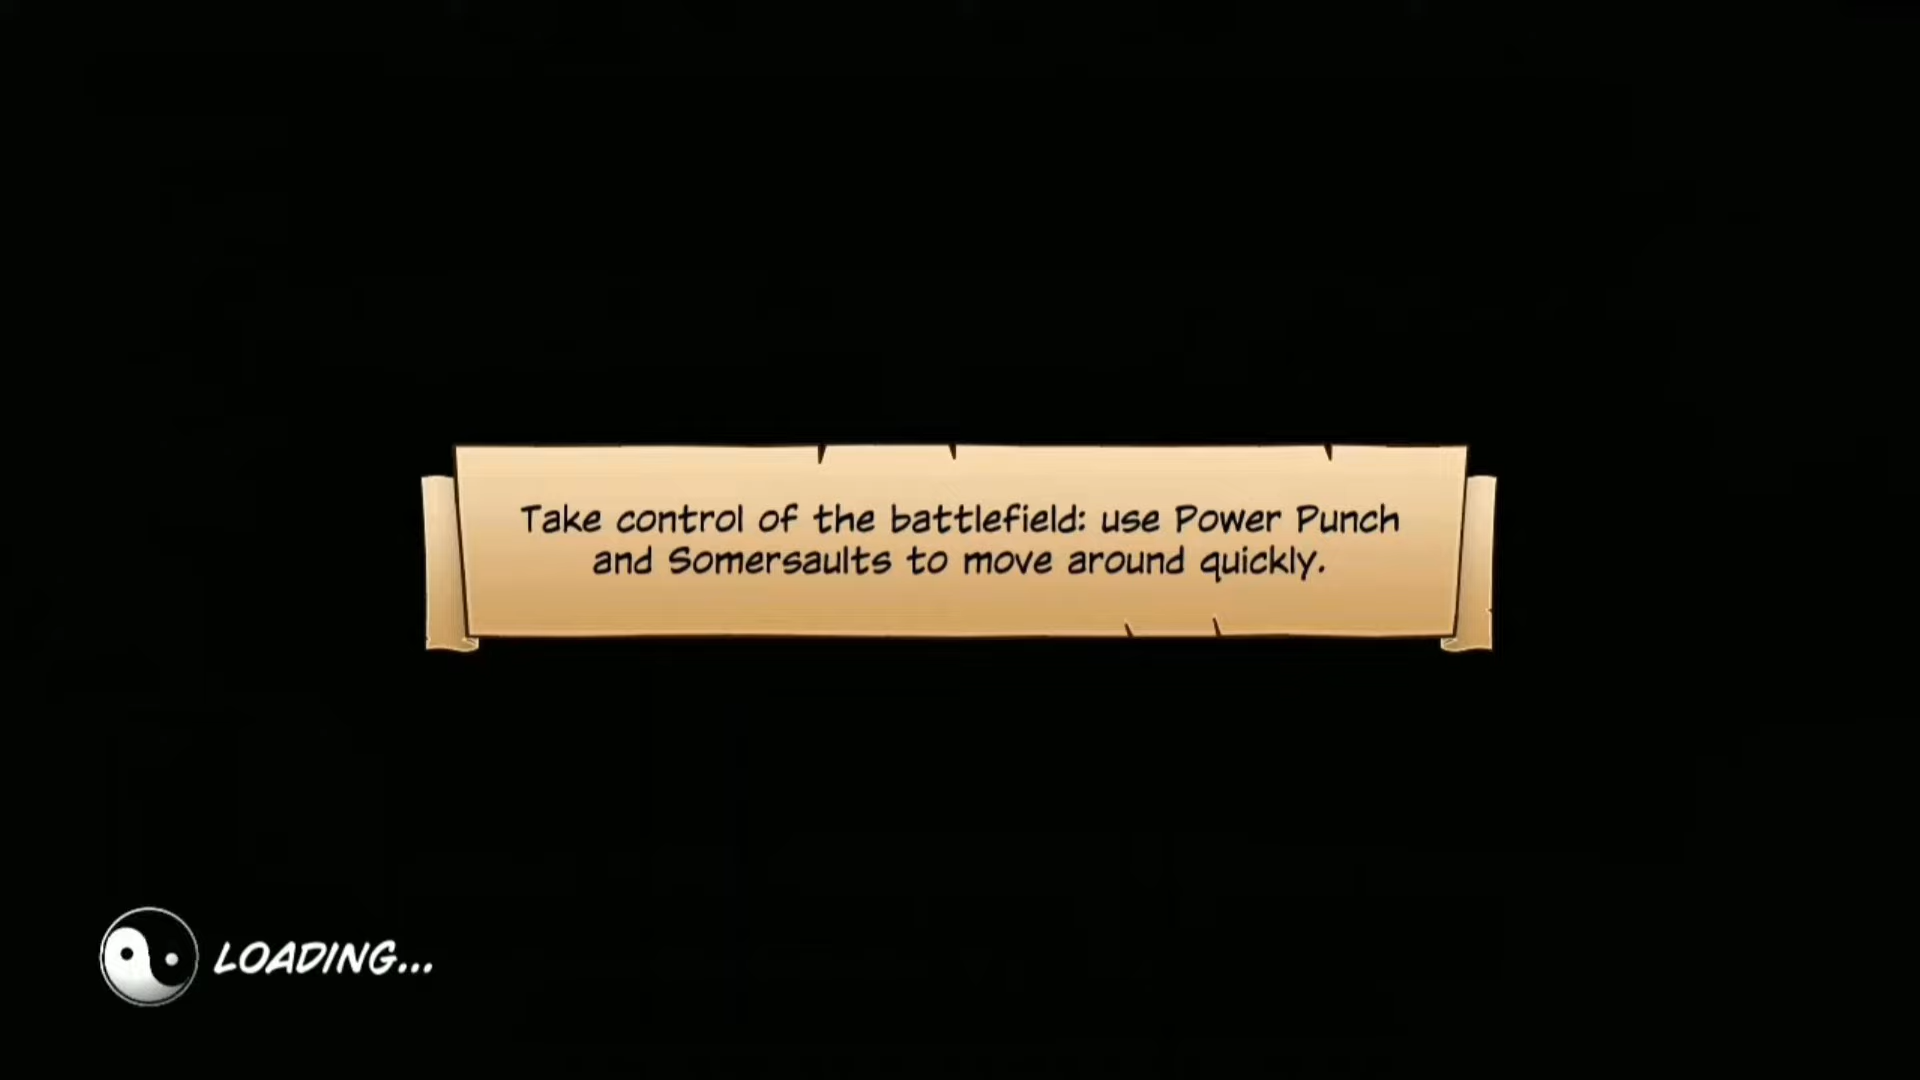 Take control of the battlefield: use Power Punch
and Somersaults to move around quickly.
LOADING...